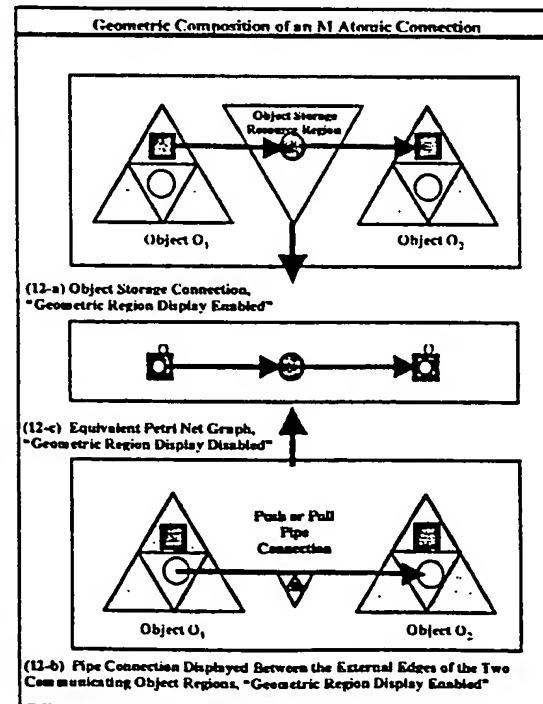 Geometric Composition of an M Atomic Connection
Object Storage
Resource Region
Object O1
Object O2
(12-a) Object Storage Connection,
"Geometric Region Display Enabled"
(12-c) Equivalent Petri Net Graph,
"Geometric Region Display Disabled"
Push or Pull
Pipe
Connection
Object O1
Object O2
(12-b) Pipe Connection Displayed Between the External Edges of the Two
Communicating Object Regions, "Geometric Region Display Enabled"